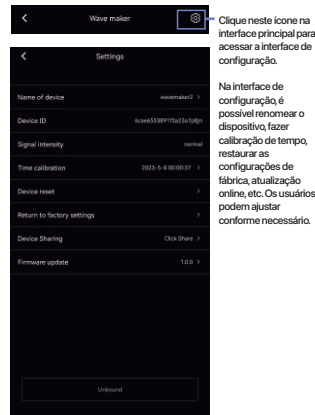 Wave maker
Clique neste ícone na
interface principal para
acessar a interface de
configuração.
Na interface de
configuração, é
possível renomear o
dispositivo, fazer
calibração de tempo,
restaurar as
configurações de
fábrica, atualização
online, etc. Os usuários
podem ajustar
conforme necessário.
Settings
Name of device wavemaker2
Device ID
Signal intensity normal
Time calibration 2023-5-8 00:00:37
Device reset
Return to factory settings
Device Sharing Click Share
Firmware update 1.0.0
Unbound